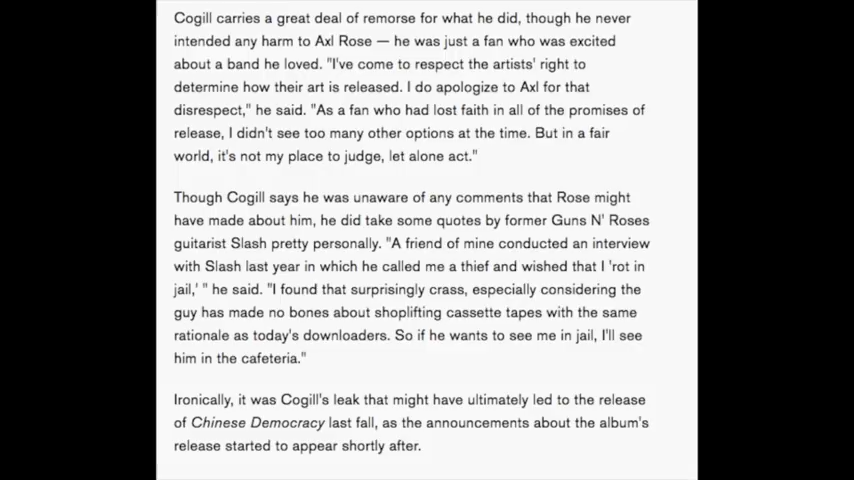 Cogill carries a great deal of remorse for what he did, though he never
intended any harm to Axl Rose — he was just a fan who was excited
about a band he loved. "I've come to respect the artists' right to
determine how their art is released. I do apologize to Axl for that
disrespect," he said. "As a fan who had lost faith in all of the promises of
release, I didn't see too many other options at the time. But in a fair
world, it's not my place to judge, let alone act."
Though Cogill says he was unaware of any comments that Rose might
have made about him, he did take some quotes by former Guns N' Roses
guitarist Slash pretty personally. "A friend of mine conducted an interview
with Slash last year in which he called me a thief and wished that I 'rot in
jail,' " he said. "I found that surprisingly crass, especially considering the
guy has made no bones about shoplifting cassette tapes with the same
rationale as today's downloaders. So if he wants to see me in jail, I'll see
him in the cafeteria."
Ironically, it was Cogill's leak that might have ultimately led to the release
of Chinese Democracy last fall, as the announcements about the album's
release started to appear shortly after.